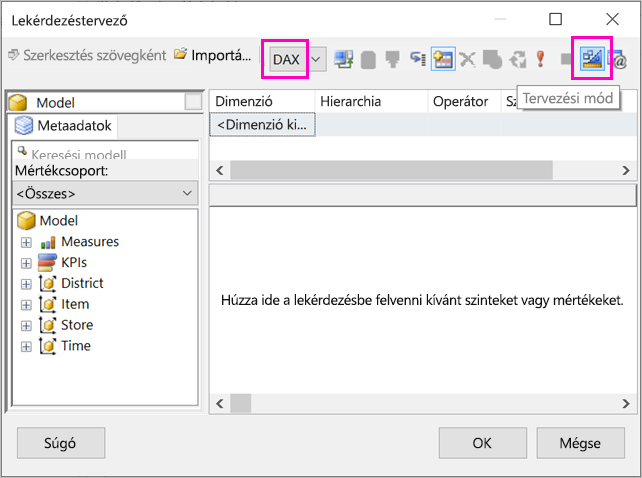 Lekérdezéstervező
Szerkesztés szövegként Importá... DAX
Tervezési mód
Model
Metaadatok
Keresési modell
Mértékcsoport:
<Összes>
Model
Measures
KPIs
District
Item
Store
Time
Dimenzió Hierarchia Operátor
<Dimenzió ki...
Húzza ide a lekérdezésbe felvenni kívánt szinteket vagy mértékeket.
Súgó OK Mégse